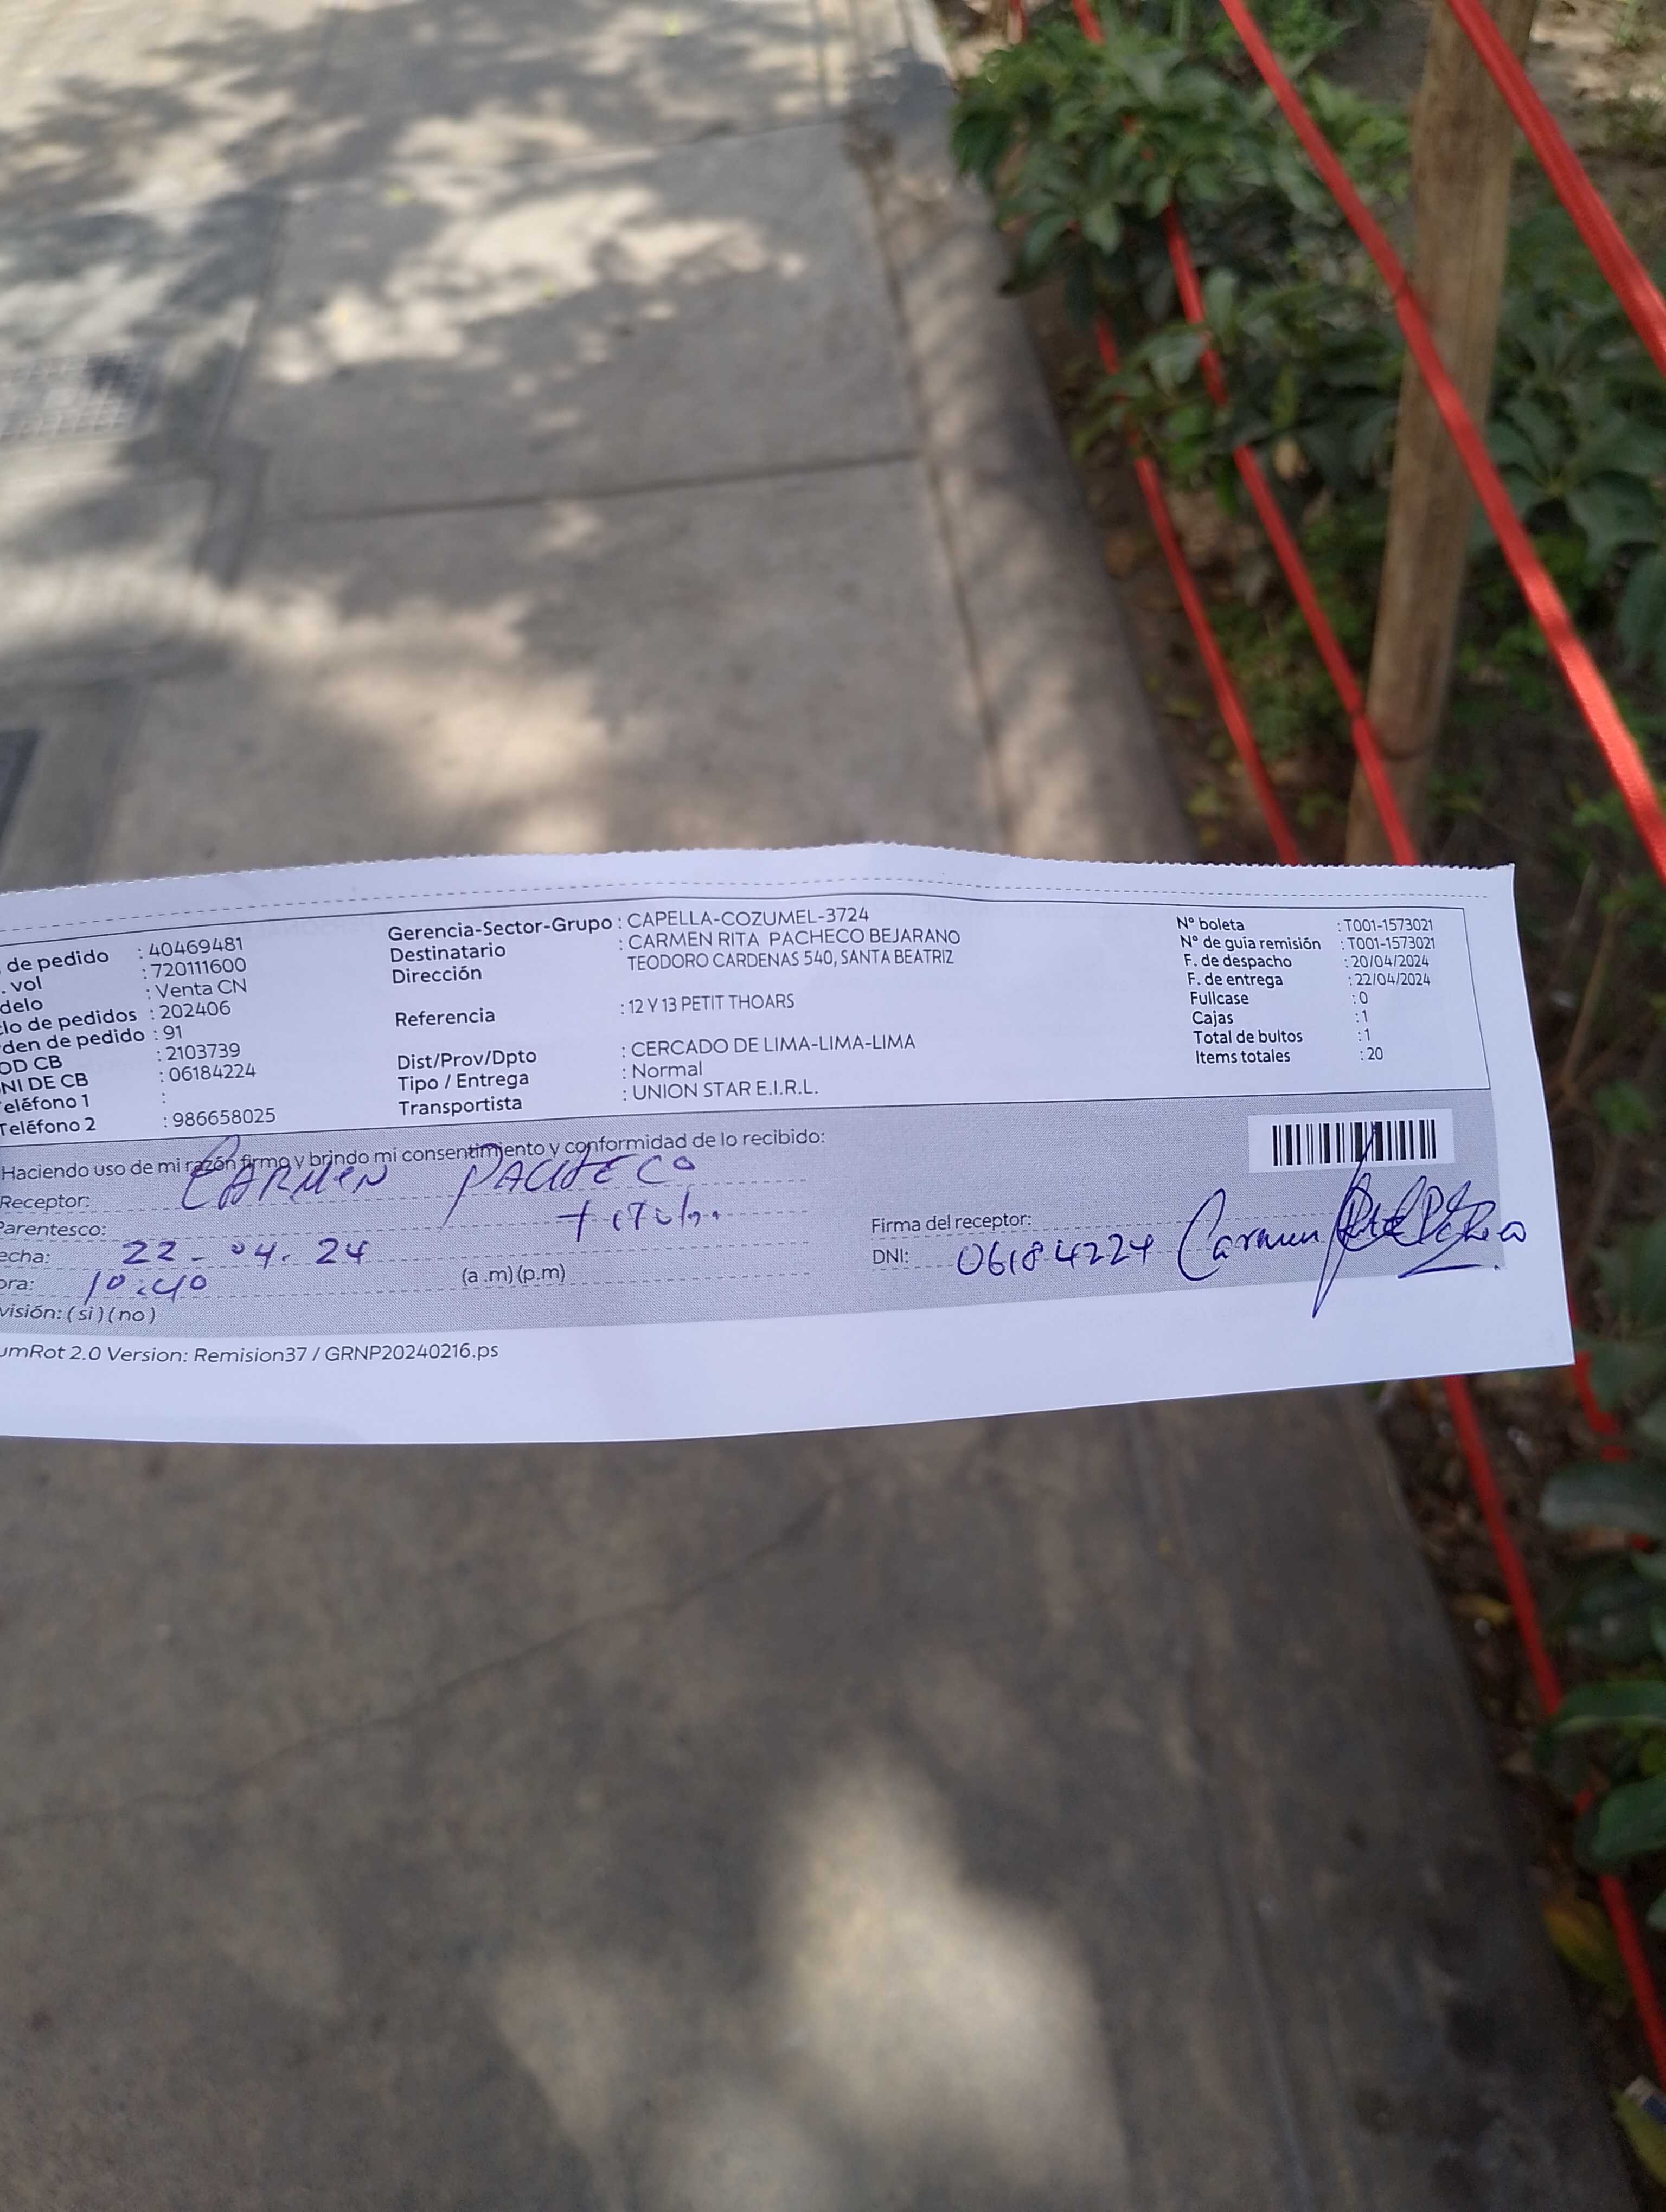 de pedido : 40469481
. vol : 720111600
delo : Venta CN
lo de pedidos : 202406
den de pedido : 91
OD CB : 2103739
NI DE CB : 06184224
eléfono 1 :
Teléfono 2 : 986658025
Gerencia-Sector-Grupo : CAPELLA-COZUMEL-3724
Destinatario : CARMEN RITA PACHECO BEJARANO
Dirección TEODORO CARDENAS 540, SANTA BEATRIZ
Referencia : 12 Y 13 PETIT THOARS
Dist/Prov/Dpto : CERCADO DE LIMA-LIMA-LIMA
Tipo / Entrega : Normal
Transportista : UNION STAR E.I.R.L.
N° boleta : T001-1573021
N° de guia remisión : T001-1573021
F. de despacho : 20/04/2024
F. de entrega : 22/04/2024
Fullcase : 0
Cajas : 1
Total de bultos : 1
Items totales : 20
Haciendo uso de mi razón firmo y brindo mi consentimiento y conformidad de lo recibido:
Receptor: CARMEN PACHECO
Parentesco:
echa: 22-04.24
ora: 10:40 (a .m) (p.m)
visión: ( si ) ( no )
Firma del receptor: Carmen
DNI: 06184224
umRot 2.0 Version: Remision37 / GRNP20240216.ps